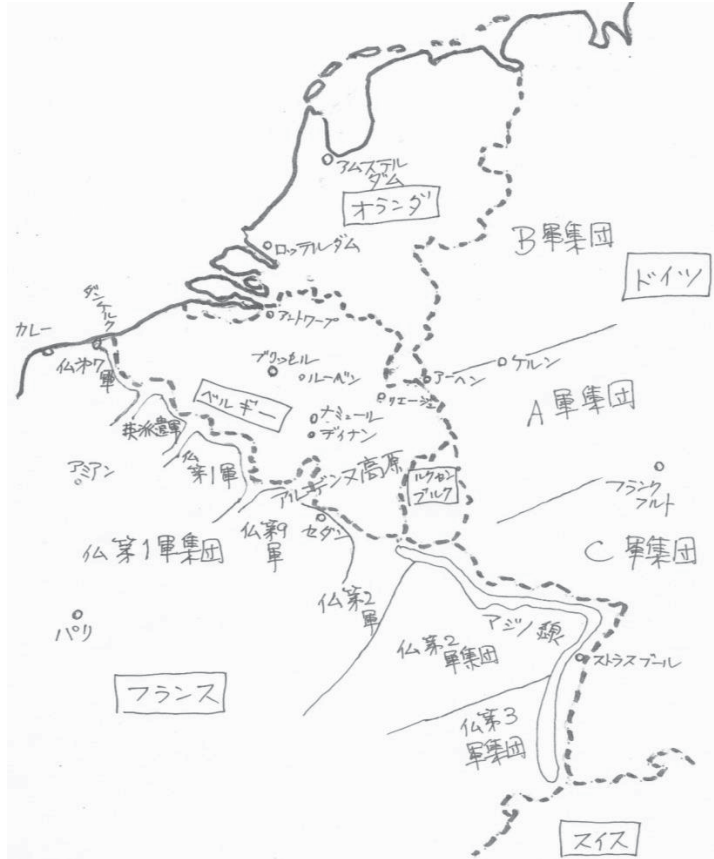 アムステル
ダム
オランダ
B軍集団
ロッテルダム
ドイツ
ダンケルク
アントワープ
カレー
仏第7
軍
ブリュッセル
ルーベン
アーヘン
ケルン
リエージュ
ベルギー
A軍集団
英派遣軍
ナミュール
ディナン
アミアン
仏
第1軍
アルデンヌ高原
ルクセン
ブルク
フランク
フルト
仏第1軍集団
仏第9
軍
セダン
C軍集団
仏第2
軍
パリ
アジノ線
仏第2
軍集団
ストラスブール
フランス
仏第3
軍集団
スイス